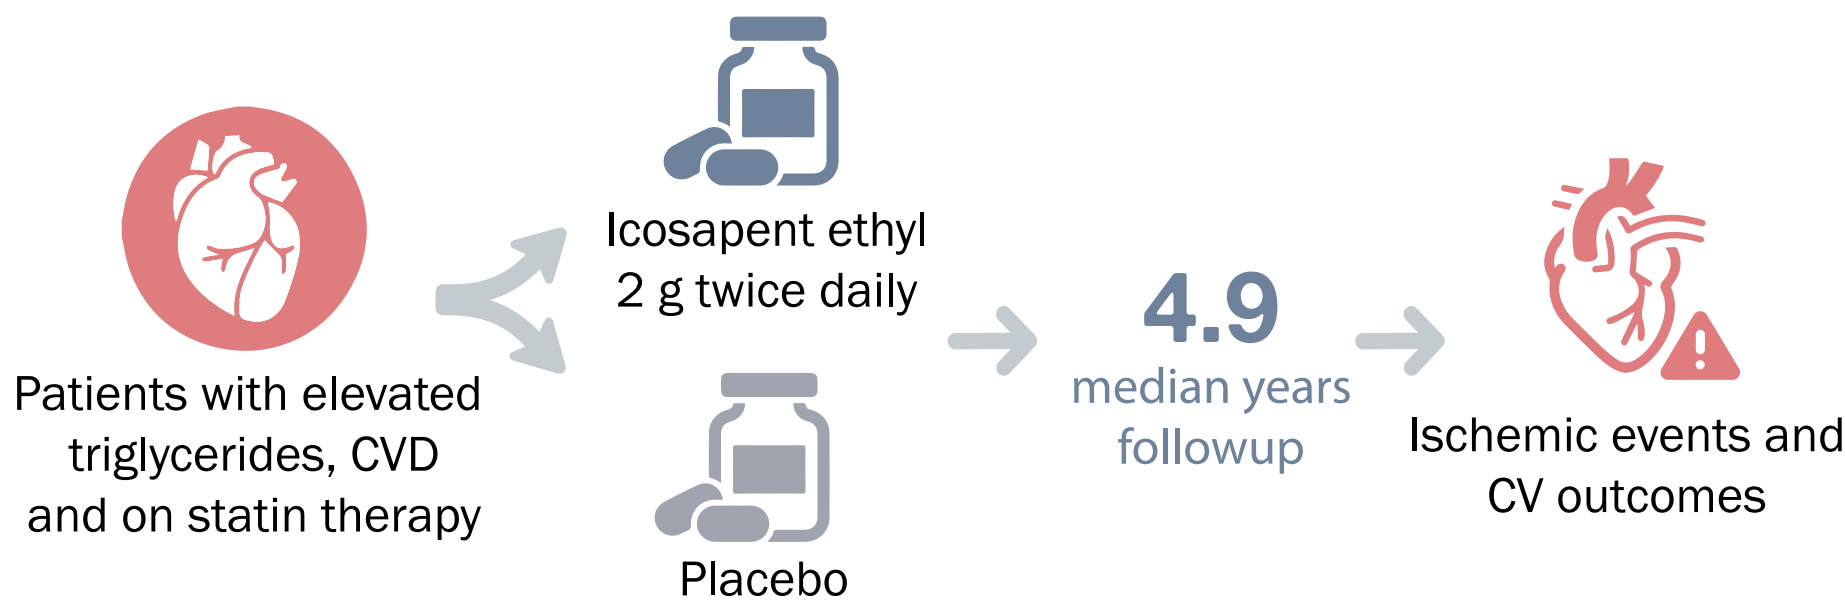 Patients with elevated
triglycerides, CVD
and on statin therapy
Icosapent ethyl
2 g twice daily
Placebo
4.9
median years
followup
Ischemic events and
CV outcomes